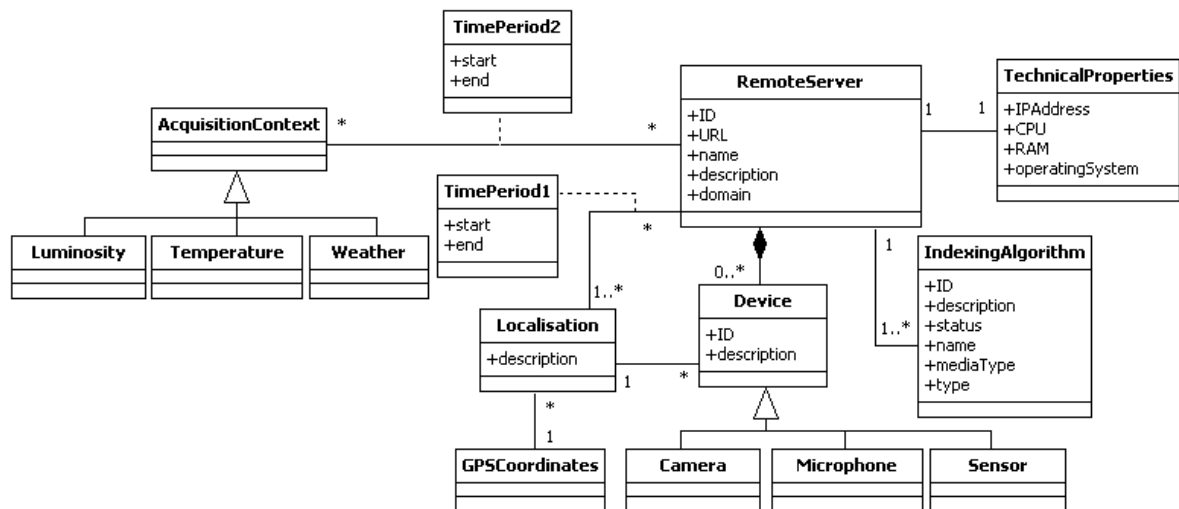 TimePeriod2
+start
+end
RemoteServer
+ID
+URL
+name
+description
+domain
TechnicalProperties
+IPAddress
+CPU
+RAM
+operatingSystem
1
1
AcquisitionContext
*
*
TimePeriod1
+start
+end
*
Luminosity
Temperature
Weather
1
IndexingAlgorithm
+ID
+description
+status
+name
+mediaType
+type
0..*
1..*
1..*
Device
+ID
+description
Localisation
+description
1
*
*
1
GPSCoordinates
Camera
Microphone
Sensor